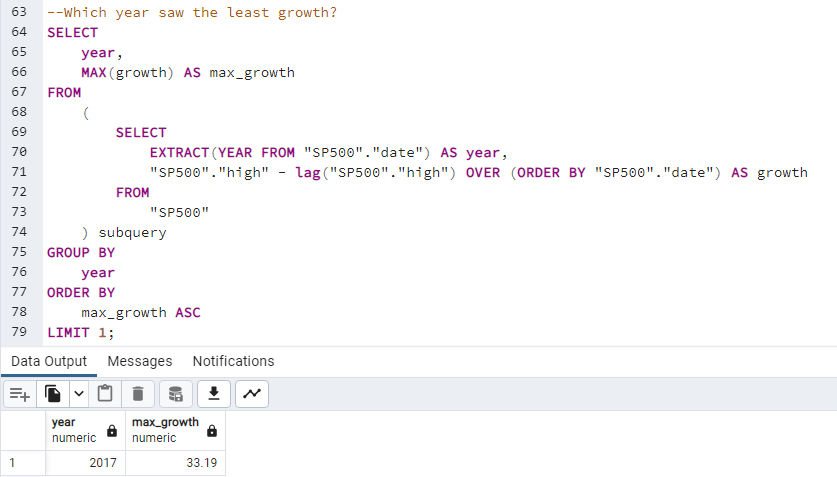 63 --Which year saw the least growth?
64 SELECT
65 year,
66 MAX(growth) AS max_growth
67 FROM
68 (
69 SELECT
70 EXTRACT(YEAR FROM "SP500"."date") AS year,
71 "SP500"."high" - lag("SP500"."high") OVER (ORDER BY "SP500"."date") AS growth
72 FROM
73 "SP500"
74 ) subquery
75 GROUP BY
76 year
77 ORDER BY
78 max_growth ASC
79 LIMIT 1;
Data Output Messages Notifications
year max_growth
numeric numeric
1 2017 33.19